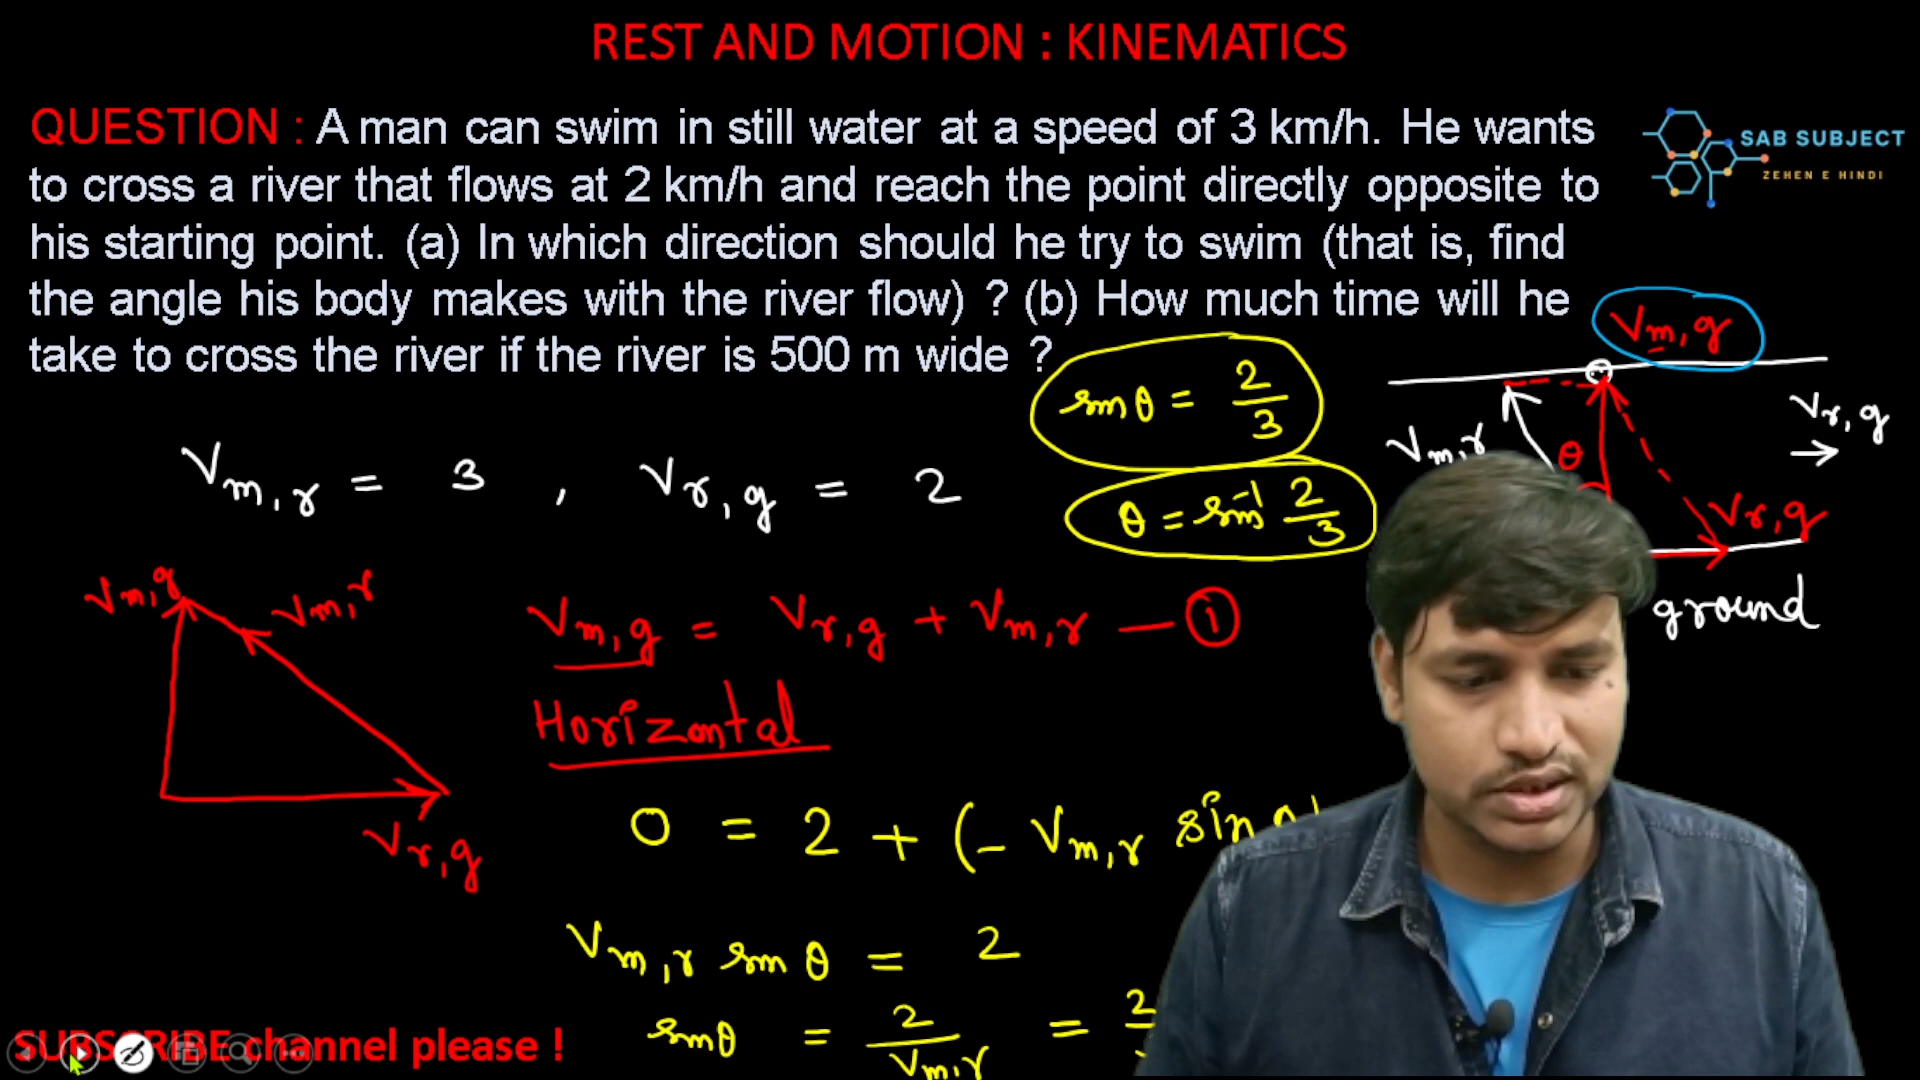 REST AND MOTION : KINEMATICS
QUESTION : A man can swim in still water at a speed of 3 km/h. He wants
to cross a river that flows at 2 km/h and reach the point directly opposite to
his starting point. (a) In which direction should he try to swim (that is, find
the angle his body makes with the river flow) ? (b) How much time will he
take to cross the river if the river is 500 m wide ?
SAB SUBJECT
ZEHEN E HINDI
Vm,g
sinθ = 2/3
Vr,g
Vm,r
θ
Vm,r = 3 , Vr,g = 2
θ = sin⁻¹ 2/3
Vr,g
ground
Vm,g
Vm,r
Vm,g = Vr,g + Vm,r — ①
Horizontal
Vr,g
0 = 2 + (- Vm,r sin
Vm,r sin θ = 2
sinθ = 2/Vm,r = 2
SUBSCRIBE channel please !